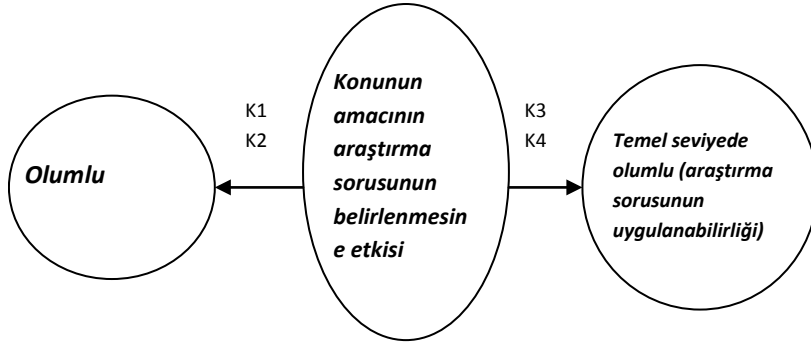 Olumlu
K1
K2
Konunun
amacının
araştırma
sorusunun
belirlenmesin
e etkisi
K3
K4
Temel seviyede
olumlu (araştırma
sorusunun
uygulanabilirliği)